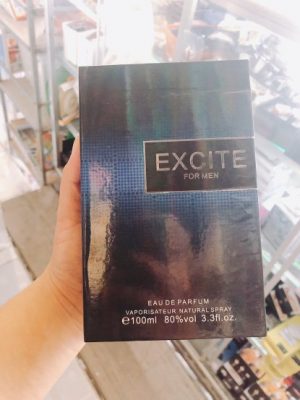 EXCITE
FOR MEN
EAU DE PARFUM
VAPORISATEUR NATURAL SPRAY
℮100ml 80%vol 3.3fl.oz.